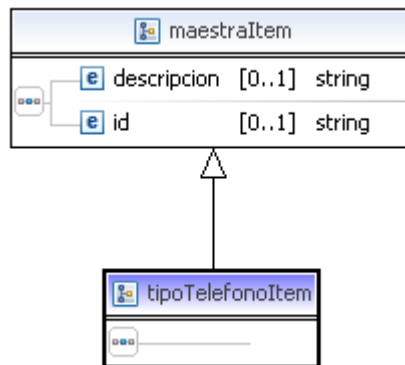 maestraItem
e descripcion [0..1] string
e id [0..1] string
tipoTelefonoItem